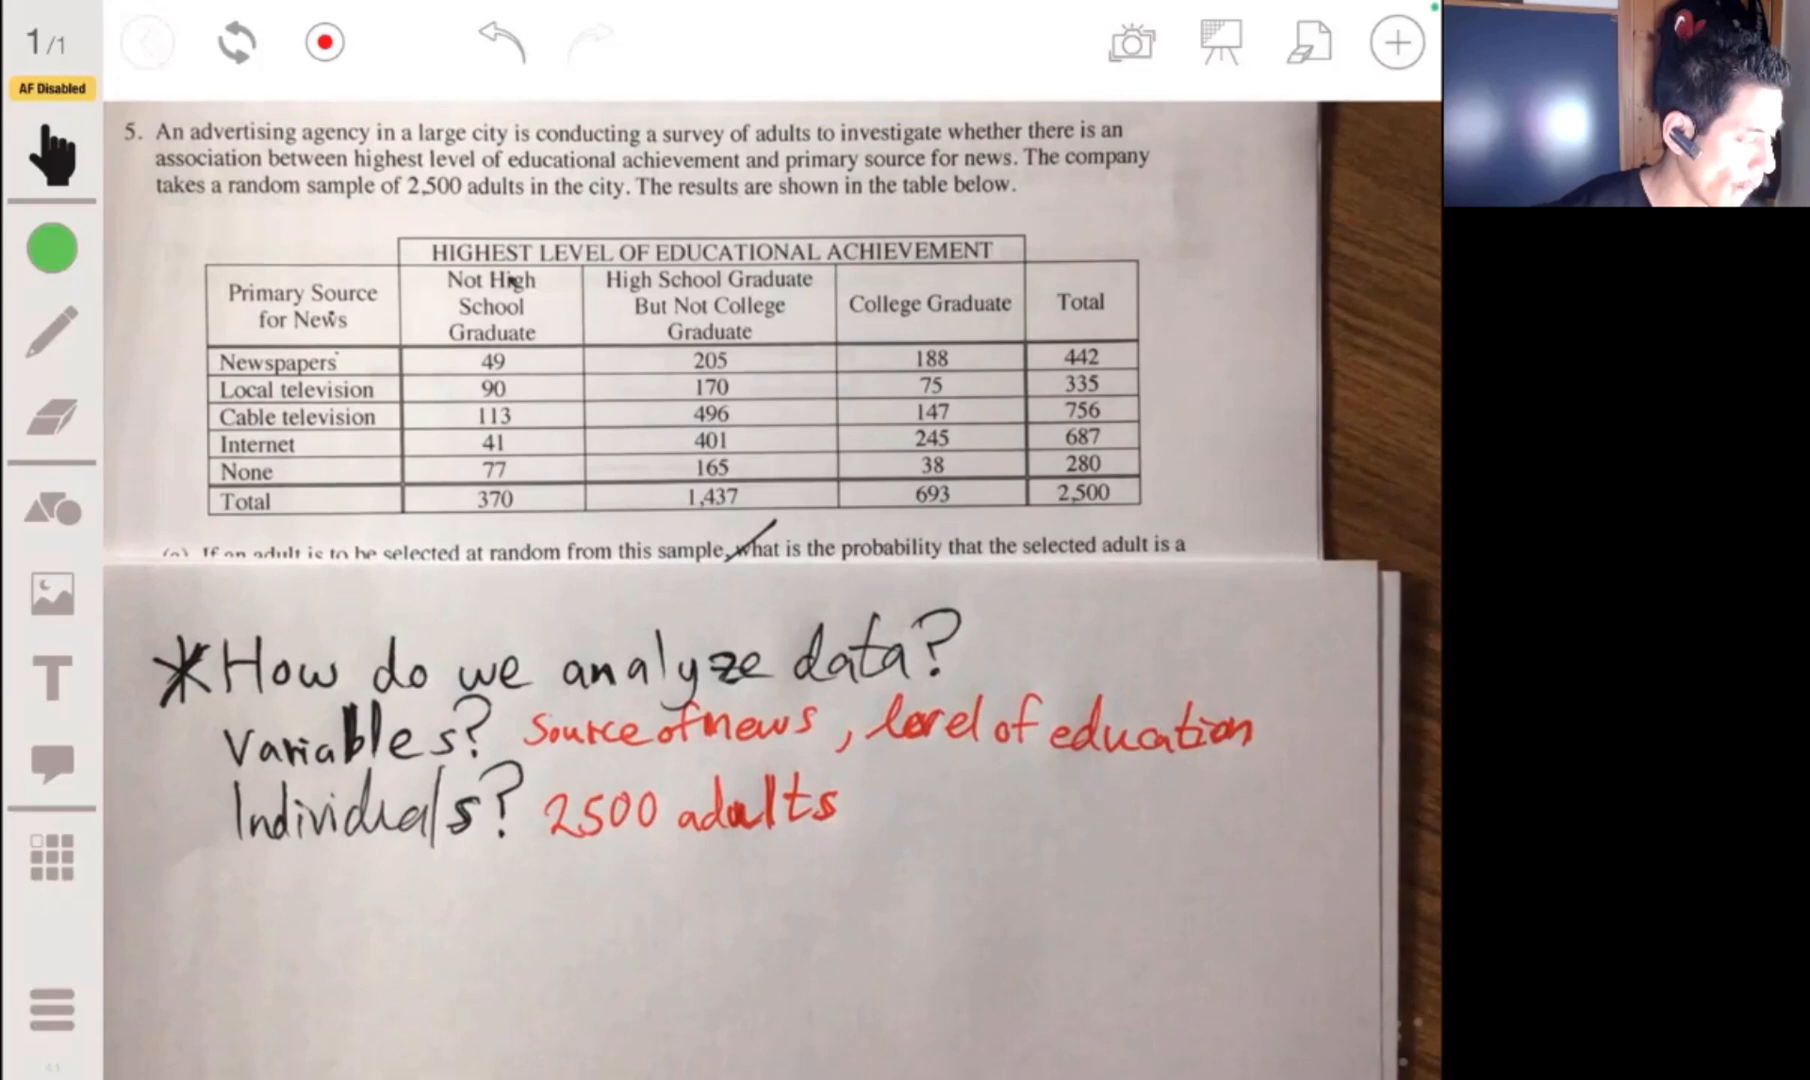 1/1
AF Disabled
5. An advertising agency in a large city is conducting a survey of adults to investigate whether there is an
association between highest level of educational achievement and primary source for news. The company
takes a random sample of 2,500 adults in the city. The results are shown in the table below.
HIGHEST LEVEL OF EDUCATIONAL ACHIEVEMENT
Primary Source for News | Not High School Graduate | High School Graduate But Not College Graduate | College Graduate | Total
Newspapers 49 205 188 442
Local television 90 170 75 335
Cable television 113 496 147 756
Internet 41 401 245 687
None 77 165 38 280
Total 370 1,437 693 2,500
(a) If an adult is to be selected at random from this sample, what is the probability that the selected adult is a
*How do we analyze data?
Variables? Source of news, level of education
Individuals? 2500 adults
T